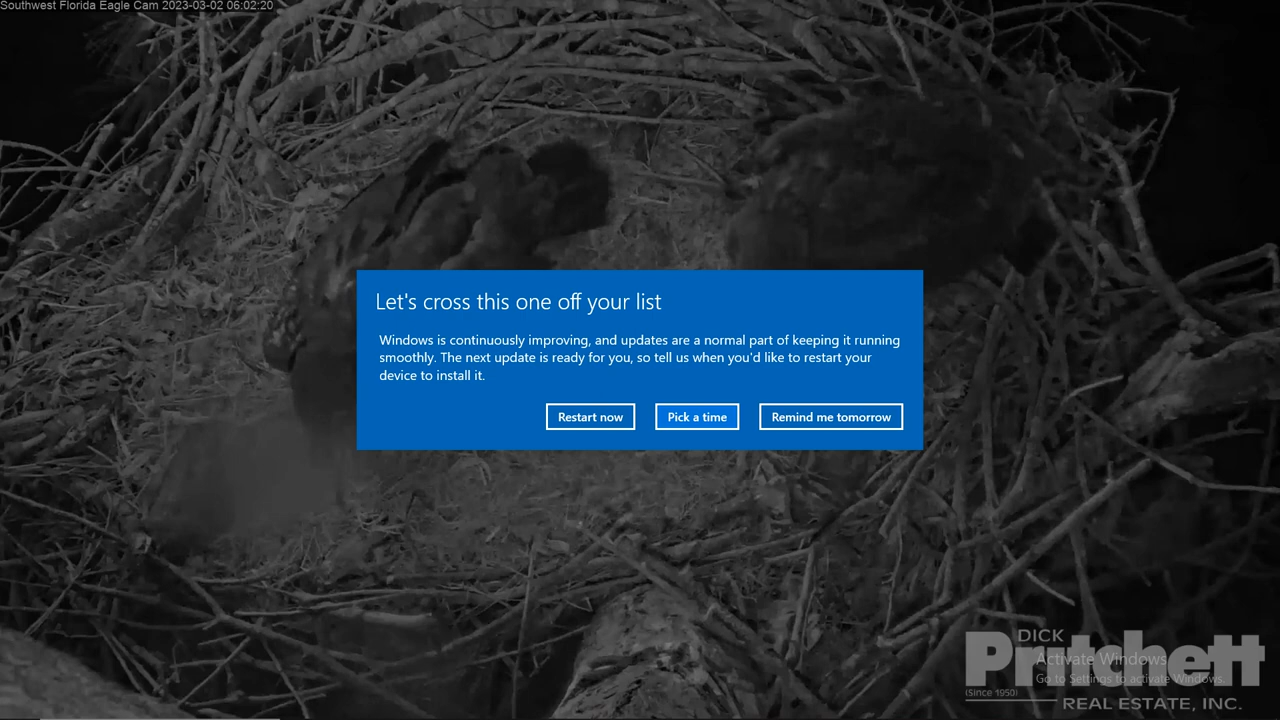 Southwest Florida Eagle Cam 2023-03-02 06:02:20
Let's cross this one off your list
Windows is continuously improving, and updates are a normal part of keeping it running
smoothly. The next update is ready for you, so tell us when you'd like to restart your
device to install it.
Restart now
Pick a time
Remind me tomorrow
DICK
Pritchett
Activate Windows
Go to Settings to activate Windows.
(Since 1950)
REAL ESTATE, INC.